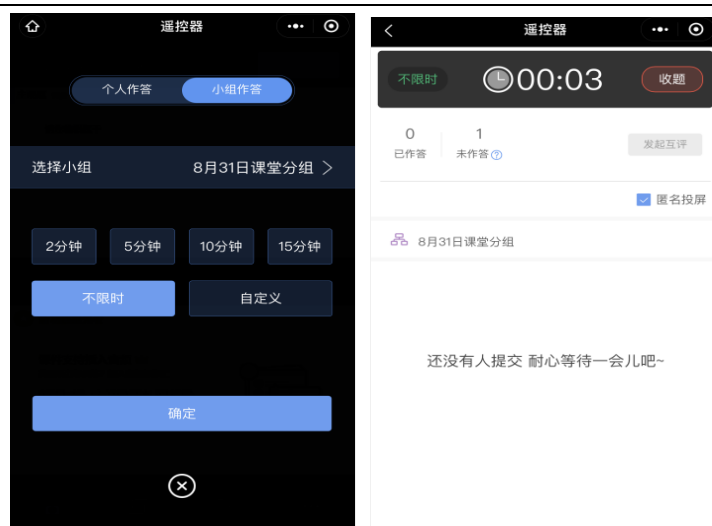 遥控器
个人作答 小组作答
选择小组 8月31日课堂分组 >
2分钟 5分钟 10分钟 15分钟
不限时 自定义
确定
遥控器
不限时 00:03 收题
0 1
已作答 未作答 ?
发起互评
匿名投屏
8月31日课堂分组
还没有人提交 耐心等待一会儿吧~